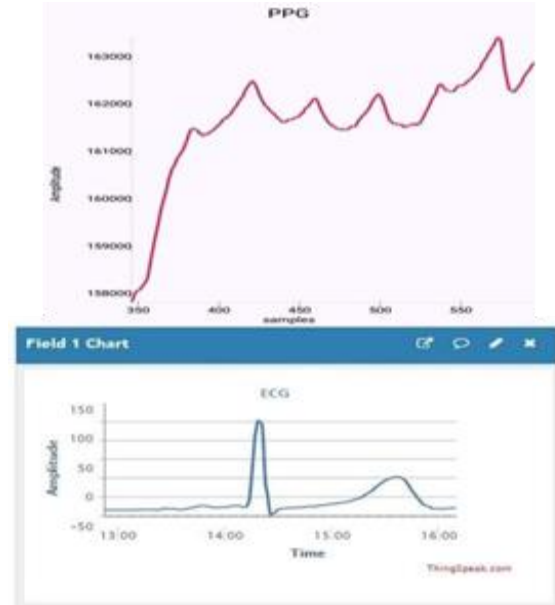 PPG
163000
162000
161000
160000
159000
158000
Amplitude
350 400 450 500 550
samples
Field 1 Chart
ECG
150
100
50
0
-50
Amplitude
13:00 14:00 15:00 16:00
Time
ThingSpeak.com